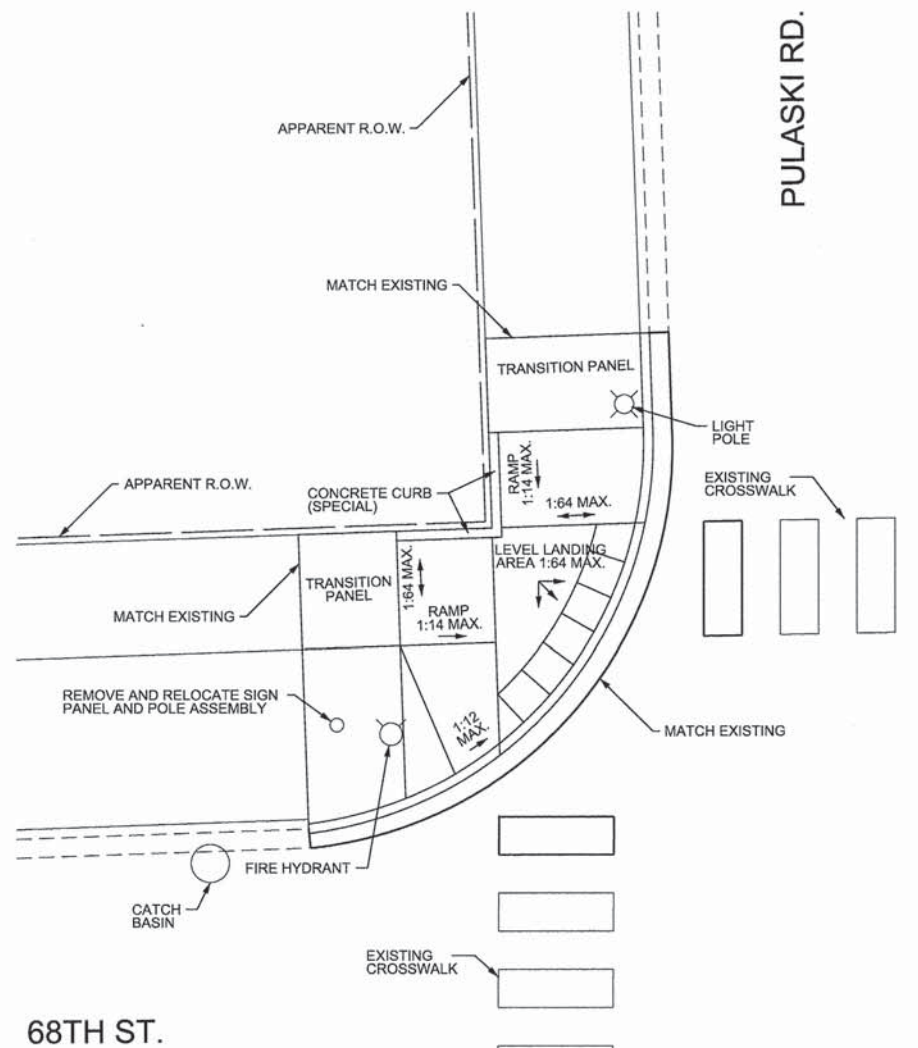 PULASKI RD.
APPARENT R.O.W.
MATCH EXISTING
TRANSITION PANEL
LIGHT
POLE
RAMP
1:14 MAX.
EXISTING
CROSSWALK
APPARENT R.O.W.
CONCRETE CURB
(SPECIAL)
1:64 MAX.
LEVEL LANDING
AREA 1:64 MAX.
TRANSITION
PANEL
1:64 MAX.
RAMP
1:14 MAX.
MATCH EXISTING
REMOVE AND RELOCATE SIGN
PANEL AND POLE ASSEMBLY
1:12
MAX.
MATCH EXISTING
FIRE HYDRANT
CATCH
BASIN
EXISTING
CROSSWALK
68TH ST.